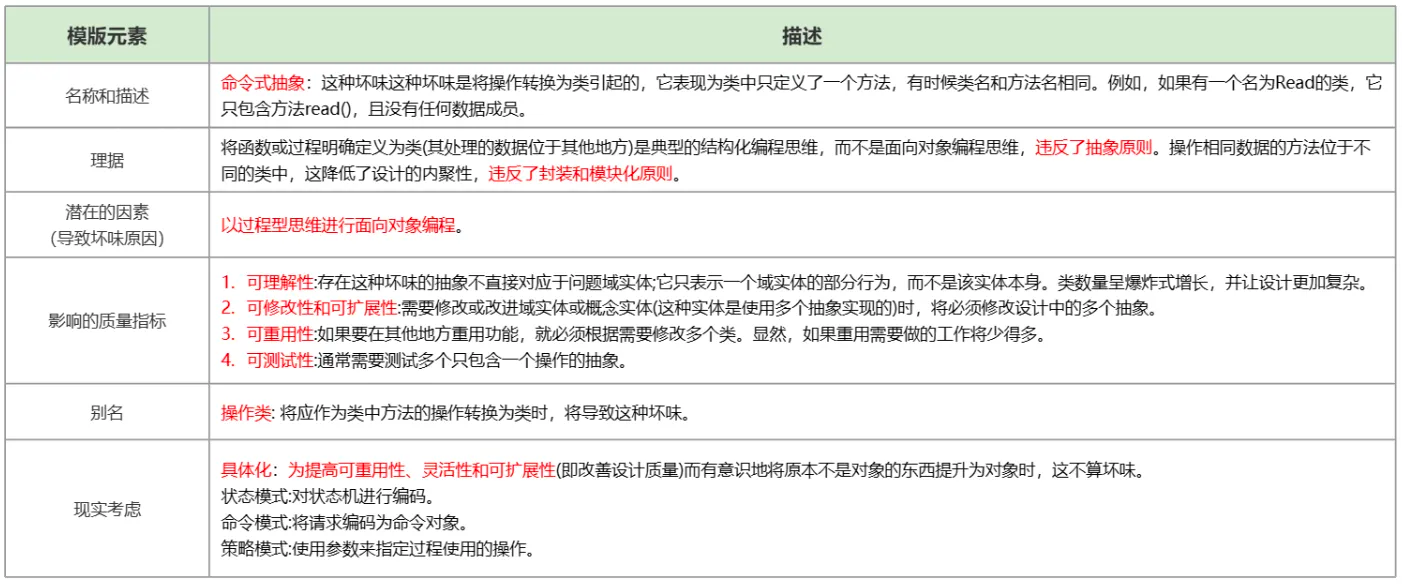 模版元素
描述
名称和描述
命令式抽象：这种坏味这种坏味是将操作转换为类引起的，它表现为类中只定义了一个方法，有时候类名和方法名相同。例如，如果有一个名为Read的类，它
只包含方法read()，且没有任何数据成员。
理据
将函数或过程明确定义为类(其处理的数据位于其他地方)是典型的结构化编程思维，而不是面向对象编程思维，违反了抽象原则。操作相同数据的方法位于不
同的类中，这降低了设计的内聚性，违反了封装和模块化原则。
潜在的因素
(导致坏味原因)
以过程型思维进行面向对象编程。
影响的质量指标
1. 可理解性:存在这种坏味的抽象不直接对应于问题域实体;它只表示一个域实体的部分行为，而不是该实体本身。类数量呈爆炸式增长，并让设计更加复杂。
2. 可修改性和可扩展性:需要修改或改进域实体或概念实体(这种实体是使用多个抽象实现的)时，将必须修改设计中的多个抽象。
3. 可重用性:如果要在其他地方重用功能，就必须根据需要修改多个类。显然，如果重用需要做的工作将少得多。
4. 可测试性:通常需要测试多个只包含一个操作的抽象。
别名
操作类: 将应作为类中方法的操作转换为类时，将导致这种坏味。
现实考虑
具体化：为提高可重用性、灵活性和可扩展性(即改善设计质量)而有意识地将原本不是对象的东西提升为对象时，这不算坏味。
状态模式:对状态机进行编码。
命令模式:将请求编码为命令对象。
策略模式:使用参数来指定过程使用的操作。